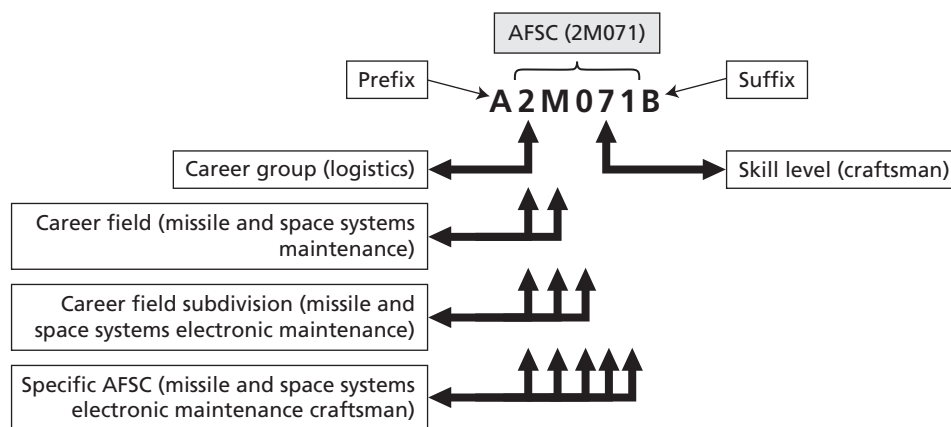 AFSC (2M071)
Prefix
Suffix
A2M071B
Career group (logistics)
Skill level (craftsman)
Career field (missile and space systems
maintenance)
Career field subdivision (missile and
space systems electronic maintenance)
Specific AFSC (missile and space systems
electronic maintenance craftsman)